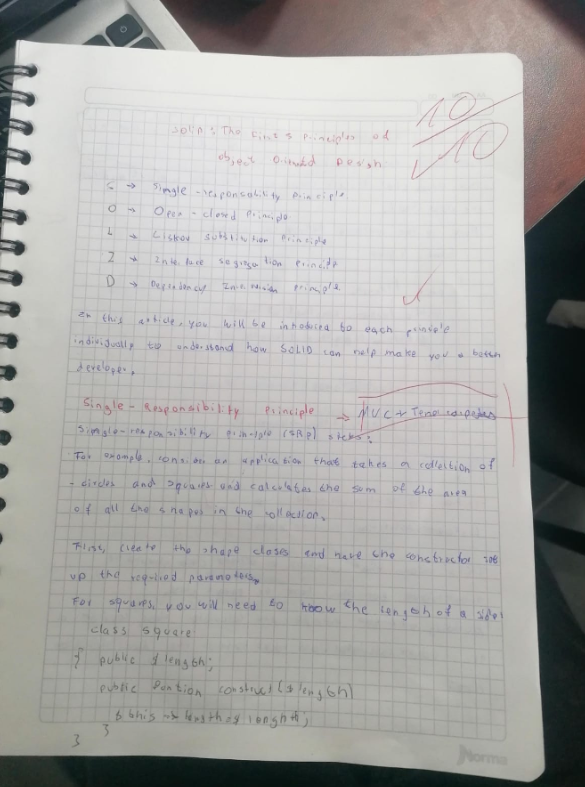 10
10
SOLID: The First 5 Principles of
Object Oriented Design
S → Single-responsability principle
O → Open-closed Principle
L → Liskov substitution principle
I → Interface segregation principle
D → Dependency Inversion principle
In this article, you will be introduced to each principle
individually to understand how SOLID can help make you a better
developer.
Single-Responsibility Principle → MVC + Tres capas
Single-responsibility principle (SRP) states:
For example, consider an application that takes a collection of
circles and squares and calculates the sum of the area
of all the shapes in the collection.
First, create the shape classes and have the constructor set
up the required parameters.
For squares, you will need to know the length of a side:
class square
{ public $length;
public function construct($length)
$this → length = $length;
}
}
Norma